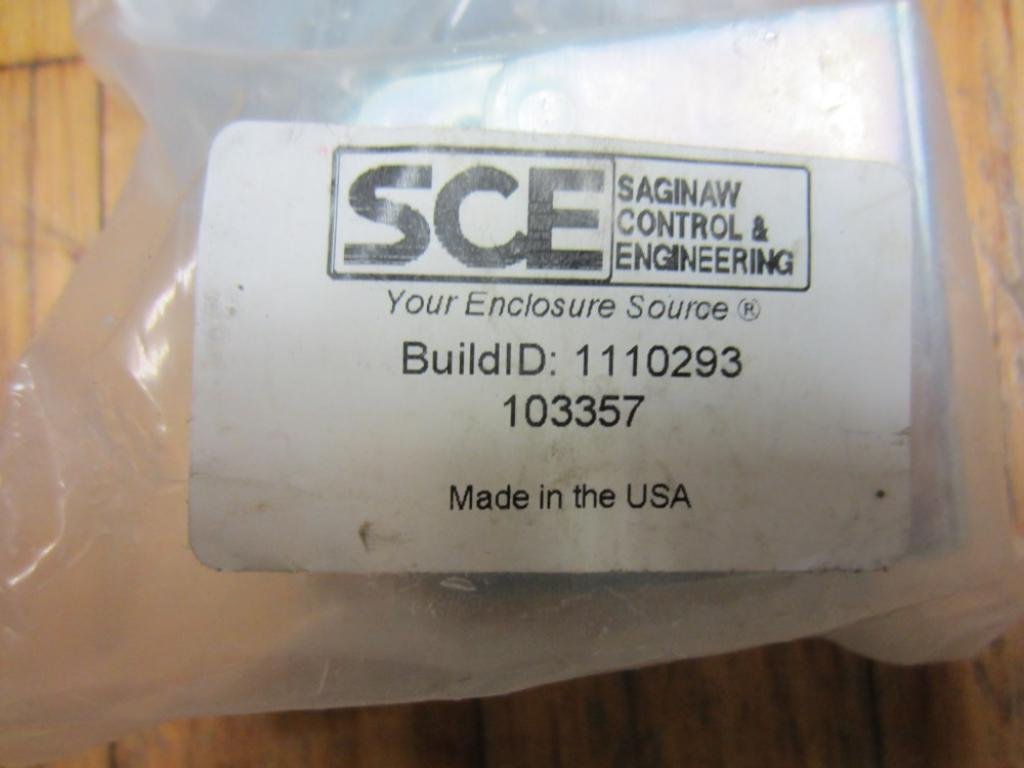 SCE
SAGINAW
CONTROL &
ENGINEERING
Your Enclosure Source ®
BuildID: 1110293
103357
Made in the USA